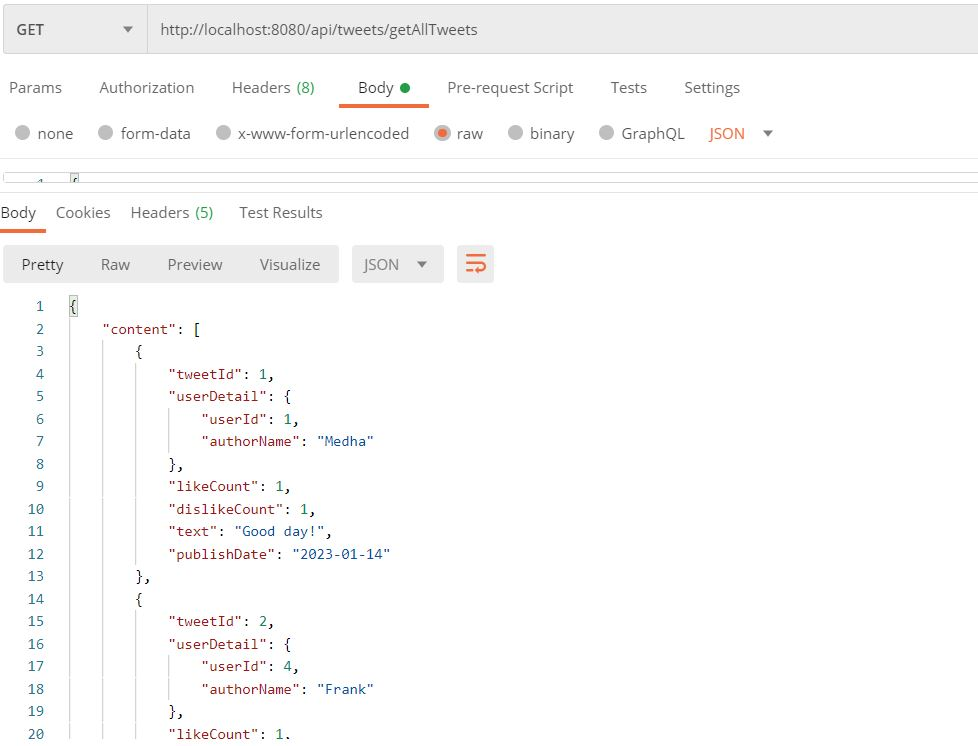 GET http://localhost:8080/api/tweets/getAllTweets
Params Authorization Headers (8) Body Pre-request Script Tests Settings
none form-data x-www-form-urlencoded raw binary GraphQL JSON
Body Cookies Headers (5) Test Results
Pretty Raw Preview Visualize JSON
1 {
2 "content": [
3 {
4 "tweetId": 1,
5 "userDetail": {
6 "userId": 1,
7 "authorName": "Medha"
8 },
9 "likeCount": 1,
10 "dislikeCount": 1,
11 "text": "Good day!",
12 "publishDate": "2023-01-14"
13 },
14 {
15 "tweetId": 2,
16 "userDetail": {
17 "userId": 4,
18 "authorName": "Frank"
19 },
20 "likeCount": 1,